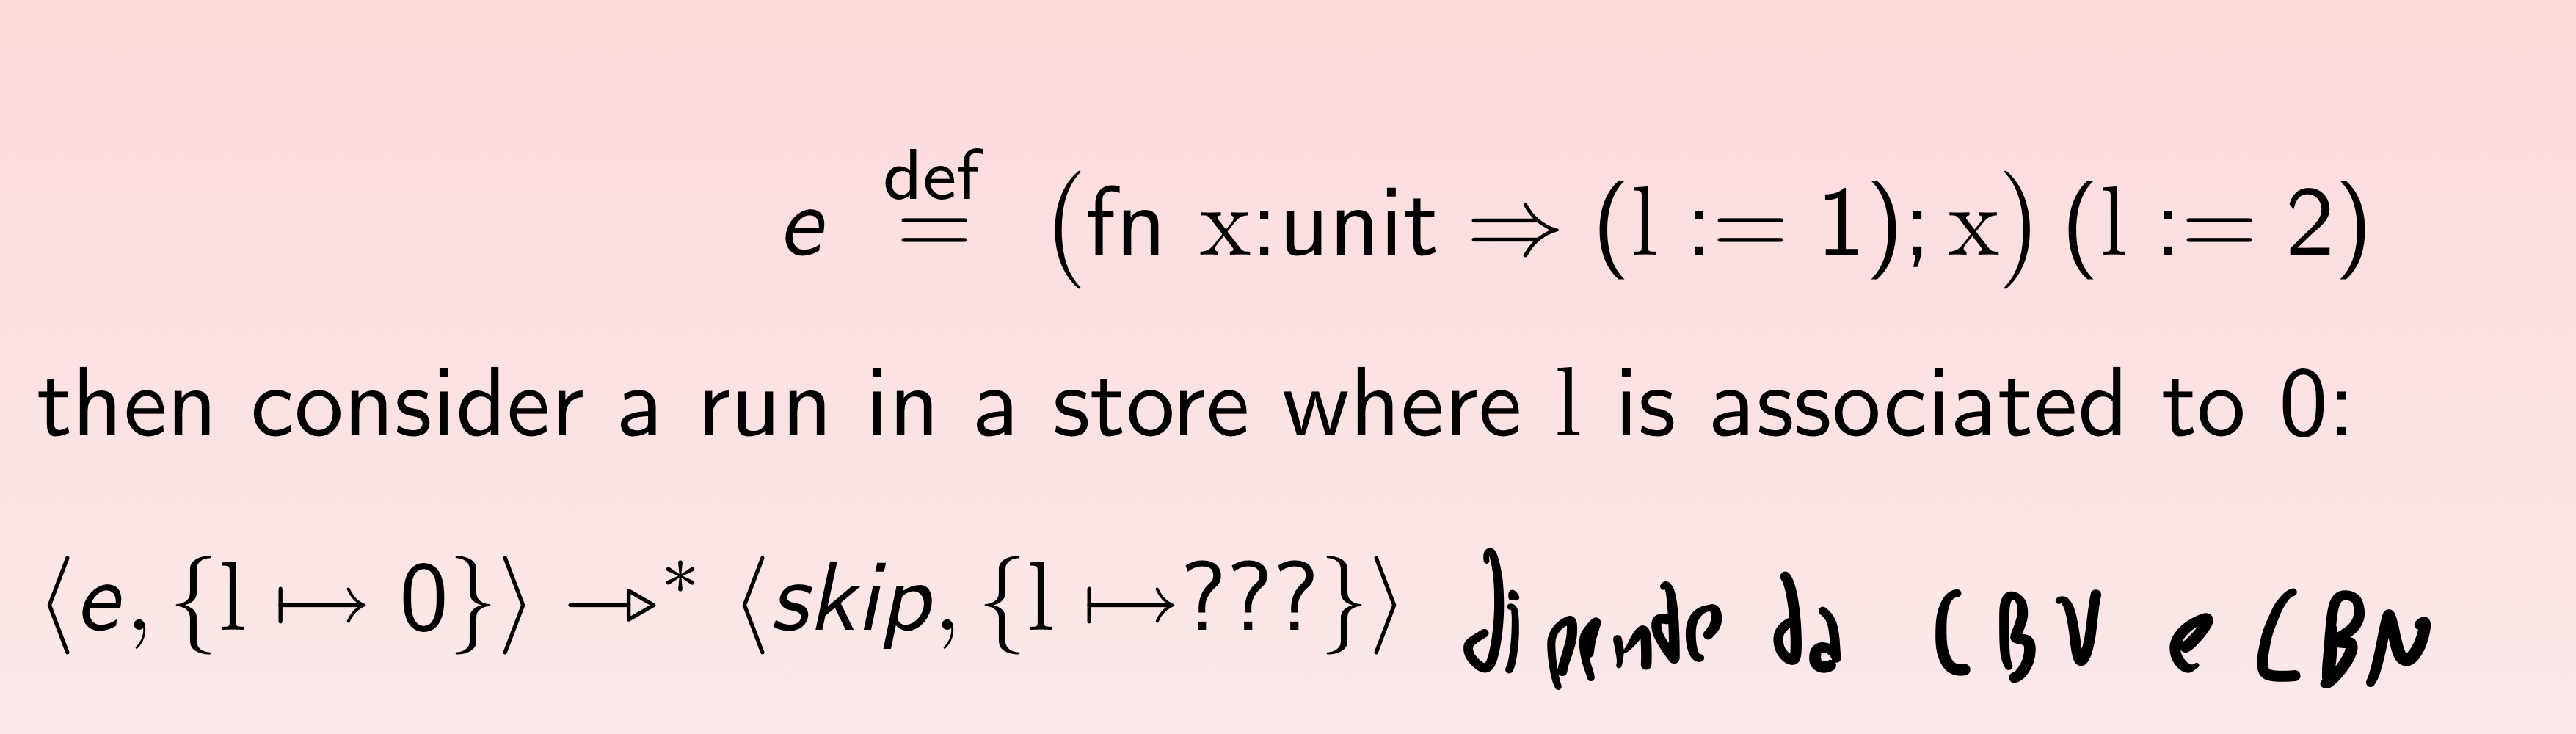 e def= (fn x:unit ⇒ (l := 1); x) (l := 2)
then consider a run in a store where l is associated to 0:
⟨e, {l ↦ 0}⟩ →* ⟨skip, {l ↦???}⟩ dipende da CBV e CBN